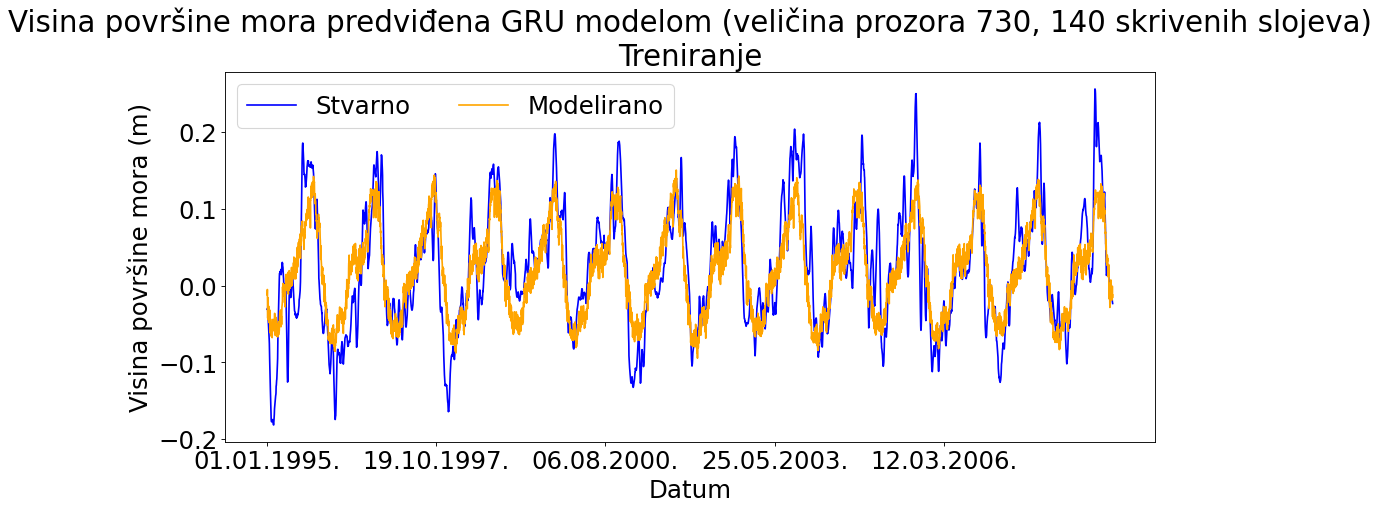 Visina površine mora predviđena GRU modelom (veličina prozora 730, 140 skrivenih slojeva)
Treniranje
Stvarno
Modelirano
Visina površine mora (m)
0.2
0.1
0.0
−0.1
−0.2
01.01.1995.
19.10.1997.
06.08.2000.
25.05.2003.
12.03.2006.
Datum